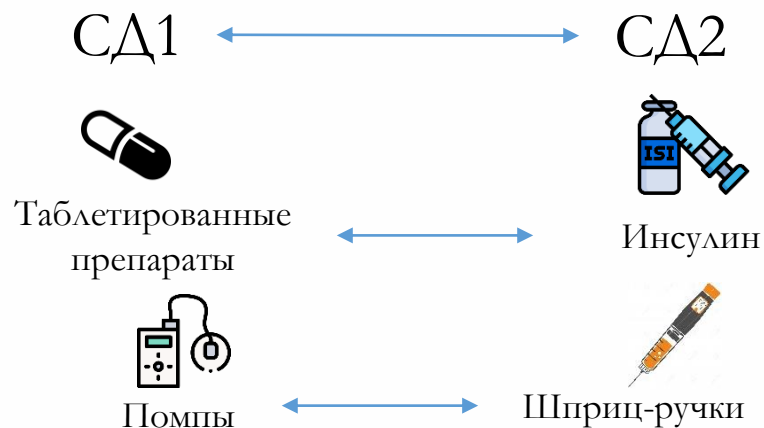 СД1
СД2
ISI
Таблетированные
препараты
Инсулин
Помпы
Шприц-ручки